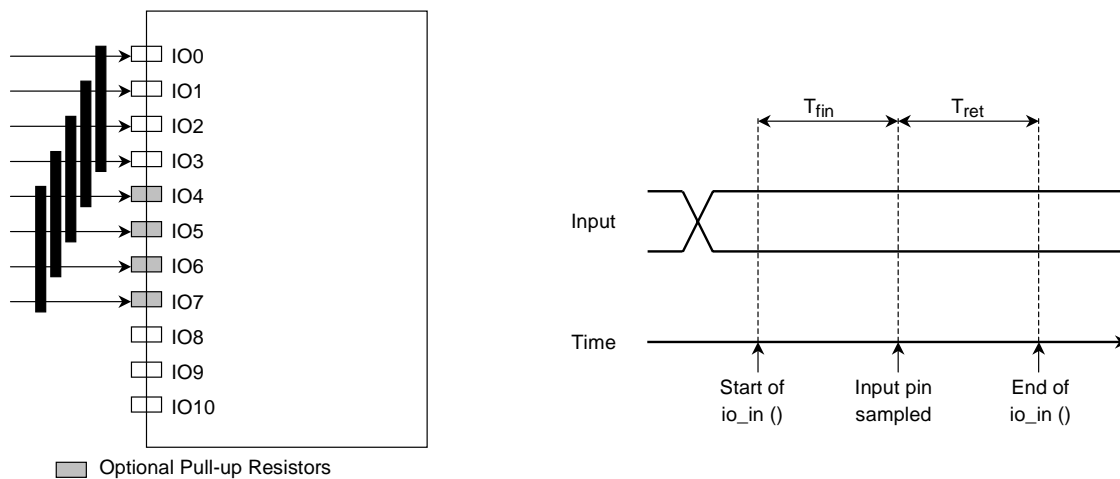 IO0
IO1
IO2
IO3
IO4
IO5
IO6
IO7
IO8
IO9
IO10
Optional Pull-up Resistors
Tfin
Tret
Input
Time
Start of
io_in ()
Input pin
sampled
End of
io_in ()